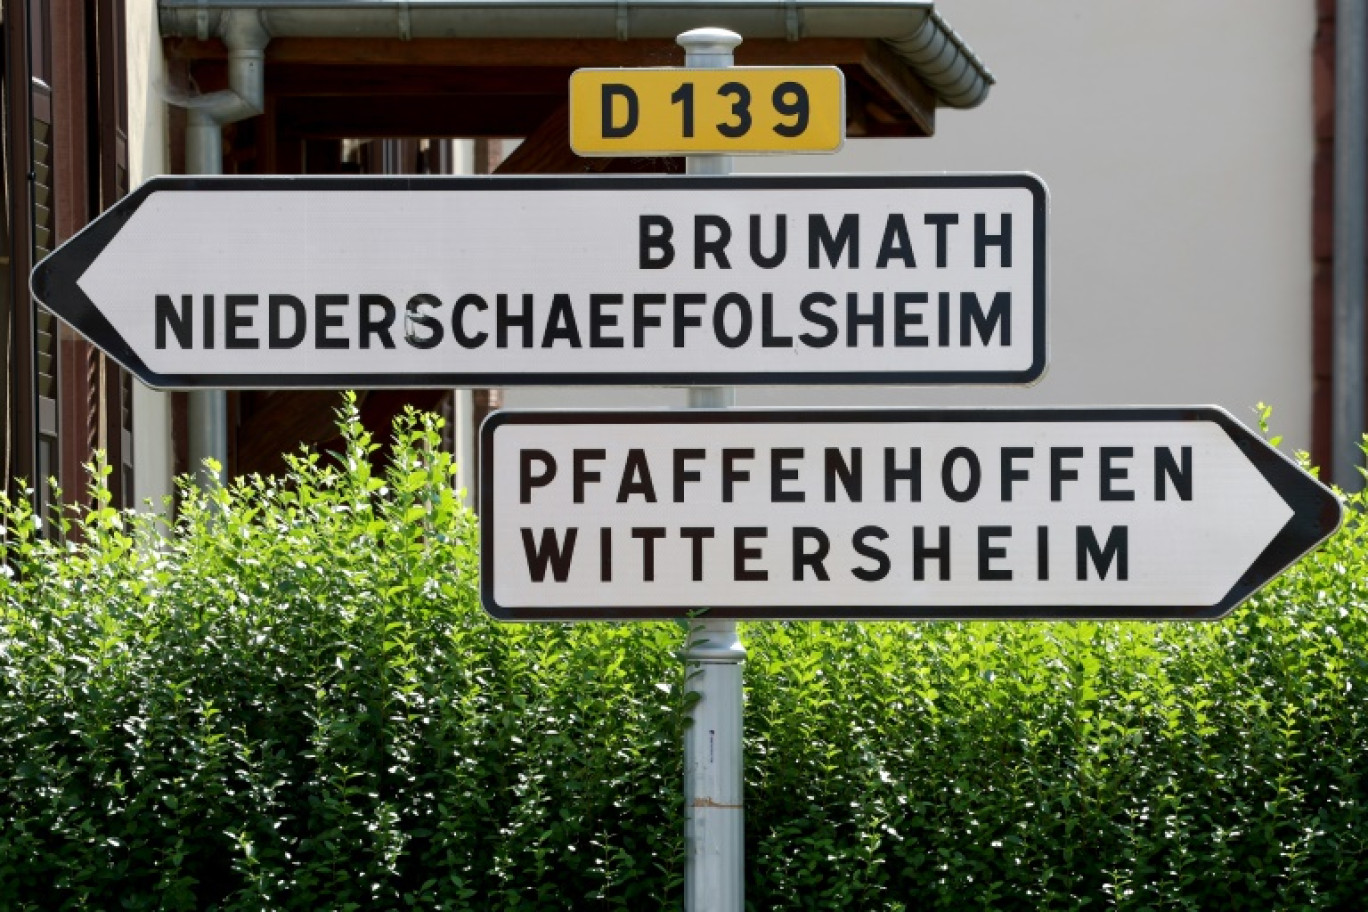 D 139
BRUMATH
NIEDERSCHAEFFOLSHEIM
PFAFFENHOFFEN
WITTERSHEIM